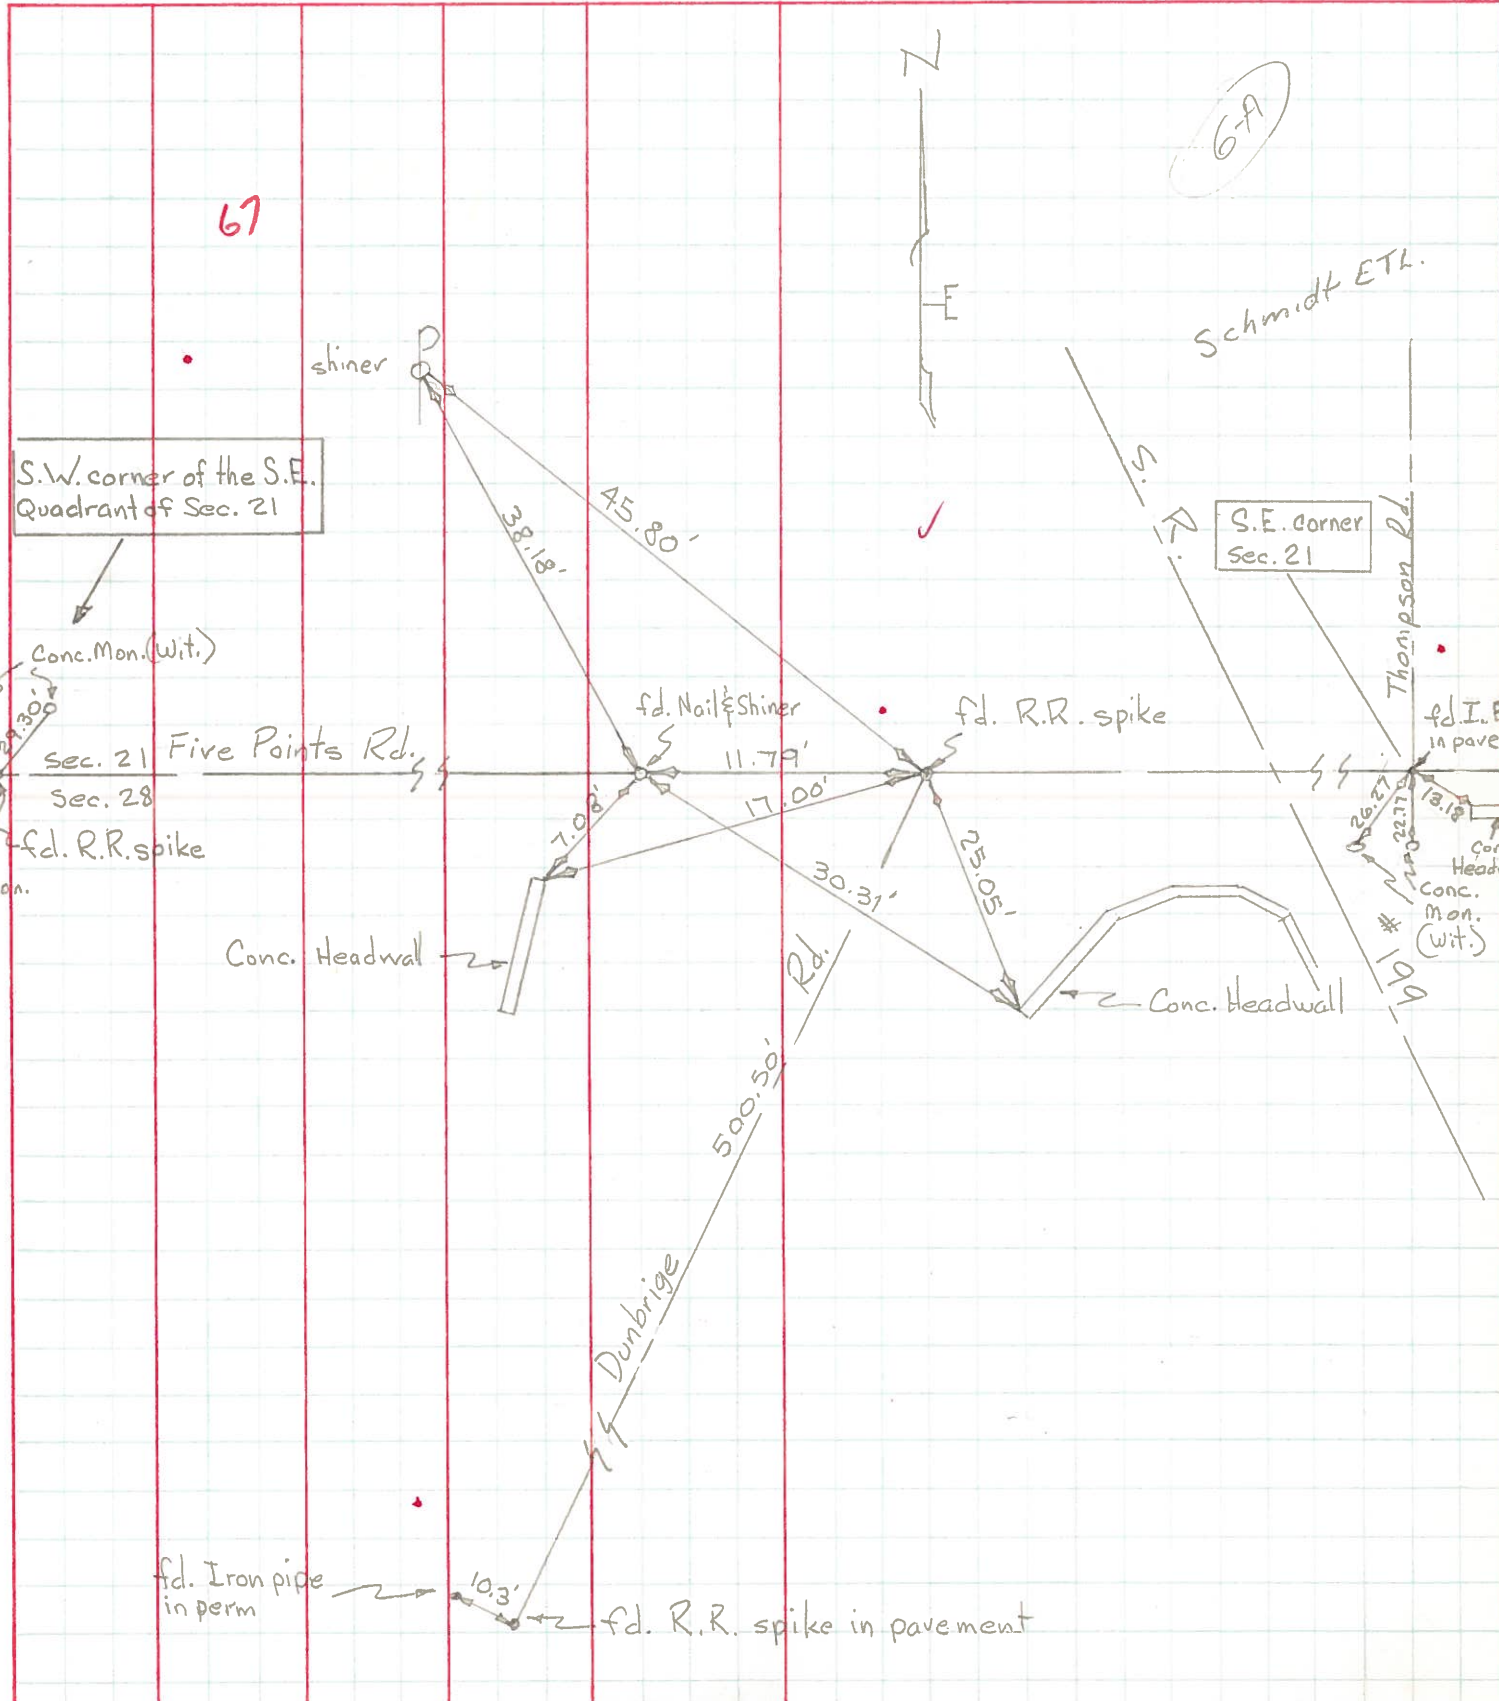 N
6-A
67
E
Schmidt ETL.
shiner
S.W. corner of the S.E.
Quadrant of Sec. 21
45.80'
38.18'
S. R. # 199
S.E. corner
Sec. 21
Thompson Rd.
Conc. Mon. (Wit.)
29.30'
fd. Nail & Shiner
fd. R.R. spike
fd. I.
in pave
Sec. 21
Five Points Rd.
11.79'
Sec. 28
17.00'
7.08'
26.27
22.77
13.18
fd. R.R. spike
on.
30.31'
25.05'
Head
Conc.
Mon.
(Wit.)
Conc. Headwall
Conc. Headwall
Dunbrige Rd.
500.50'
fd. Iron pipe
in perm
10.3'
fd. R.R. spike in pavement